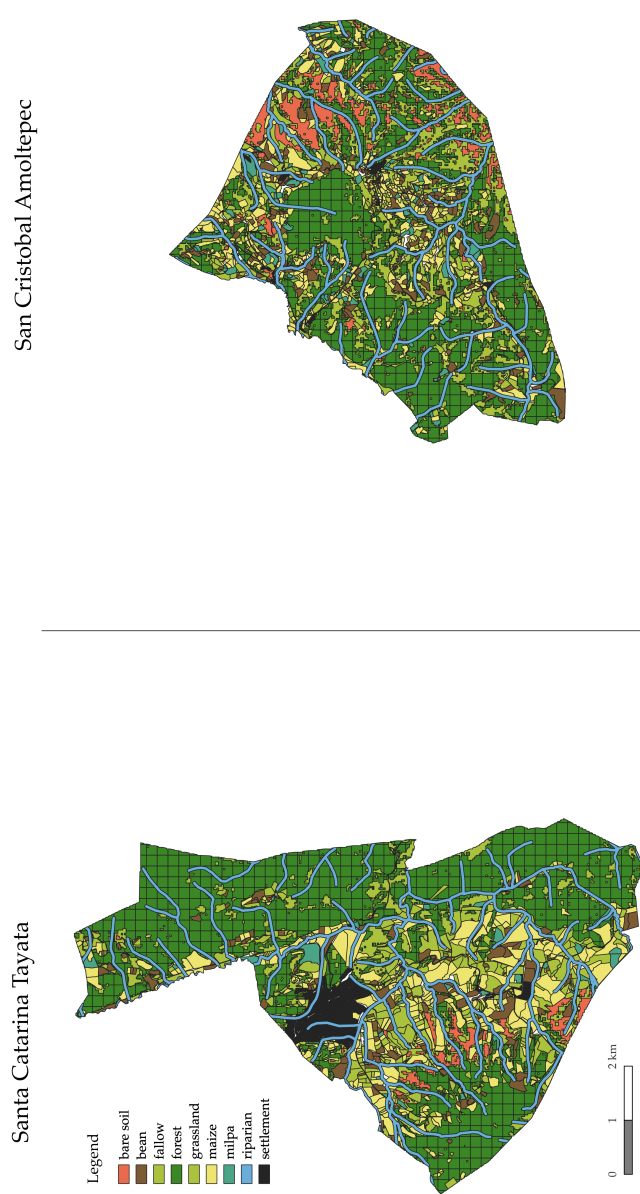 Santa Catarina Tayata
San Cristobal Amoltepec
Legend
bare soil
bean
fallow
forest
grassland
maize
milpa
riparian
settlement
0 1 2 km